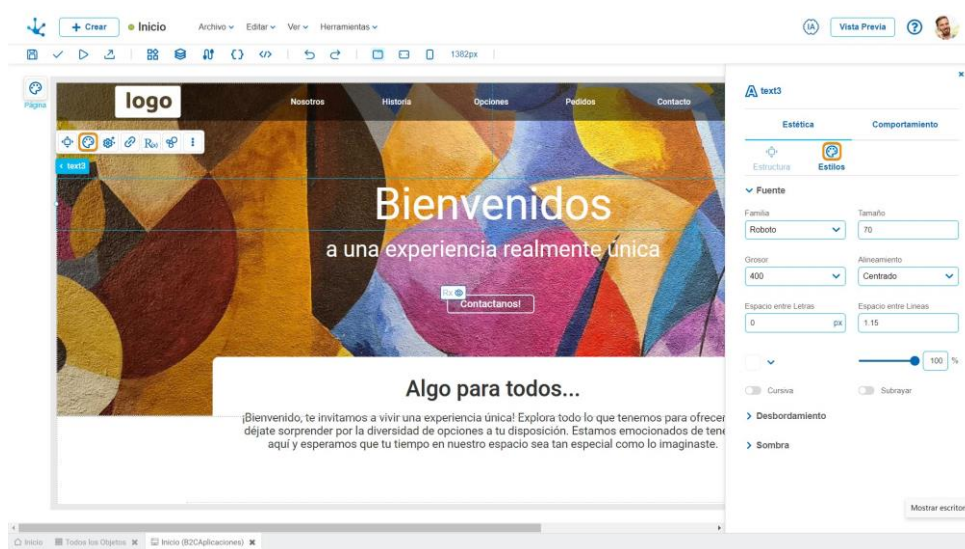 + Crear
Inicio
Archivo
Editar
Ver
Herramientas
IA
Vista Previa
?
1382px
Página
logo
Nosotros
Historia
Opciones
Pedidos
Contacto
text3
Bienvenidos
a una experiencia realmente única
Rx
Contactanos!
Algo para todos...
¡Bienvenido, te invitamos a vivir una experiencia única! Explora todo lo que tenemos para ofrecer
déjate sorprender por la diversidad de opciones a tu disposición. Estamos emocionados de tene
aquí y esperamos que tu tiempo en nuestro espacio sea tan especial como lo imaginaste.
text3
Estética
Comportamiento
Estructura
Estilos
Fuente
Familia
Tamaño
Roboto
70
Grosor
Alineamiento
400
Centrado
Espacio entre Letras
Espacio entre Lineas
0 px
1.15
100 %
Cursiva
Subrayar
Desbordamiento
Sombra
Mostrar escritor
Inicio
Todos los Objetos
Inicio (B2CAplicaciones)